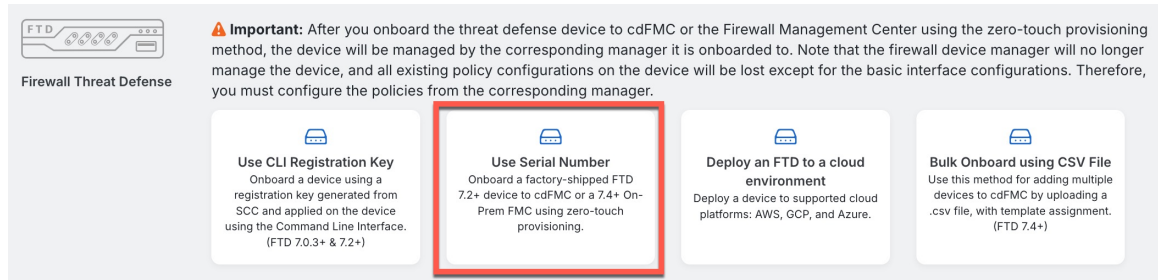 FTD
Firewall Threat Defense
Important: After you onboard the threat defense device to cdFMC or the Firewall Management Center using the zero-touch provisioning
method, the device will be managed by the corresponding manager it is onboarded to. Note that the firewall device manager will no longer
manage the device, and all existing policy configurations on the device will be lost except for the basic interface configurations. Therefore,
you must configure the policies from the corresponding manager.
Use CLI Registration Key
Onboard a device using a
registration key generated from
SCC and applied on the device
using the Command Line Interface.
(FTD 7.0.3+ & 7.2+)
Use Serial Number
Onboard a factory-shipped FTD
7.2+ device to cdFMC or a 7.4+ On-
Prem FMC using zero-touch
provisioning.
Deploy an FTD to a cloud
environment
Deploy a device to supported cloud
platforms: AWS, GCP, and Azure.
Bulk Onboard using CSV File
Use this method for adding multiple
devices to cdFMC by uploading a
.csv file, with template assignment.
(FTD 7.4+)